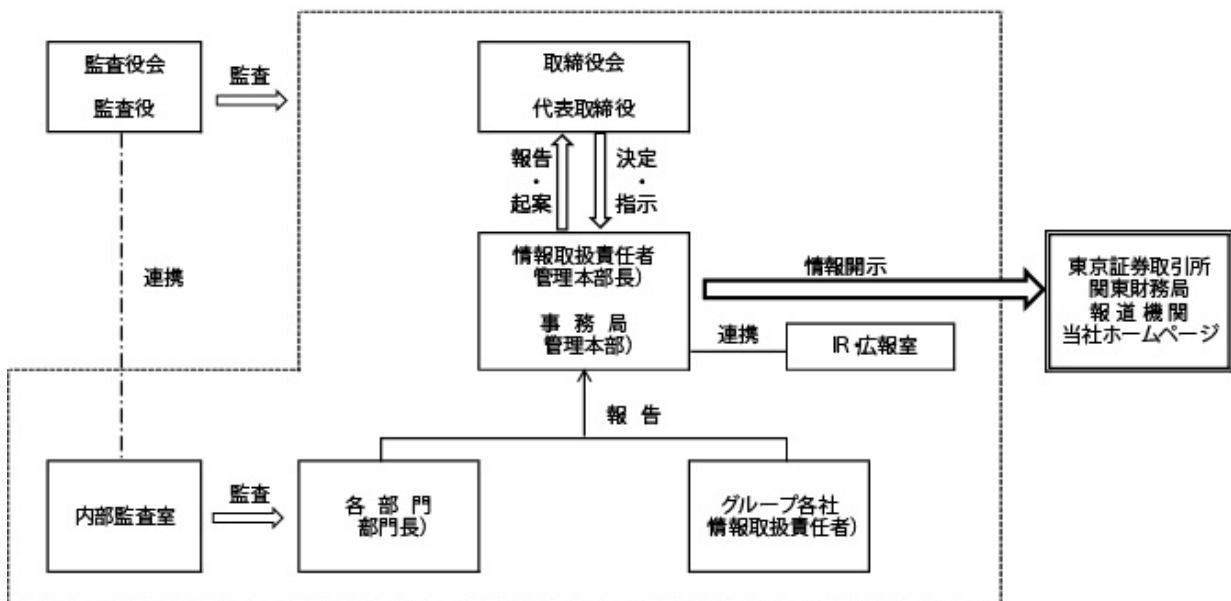 監査役会
監査役
監査
取締役会
代表取締役
報告
・
起案
決定
・
指示
連携
情報取扱責任者
管理本部長)
事 務 局
管理本部)
情報開示
連携
IR・広報室
東京証券取引所
関東財務局
報 道 機 関
当社ホームページ
報 告
内部監査室
監査
各 部 門
部門長)
グループ各社
情報取扱責任者)